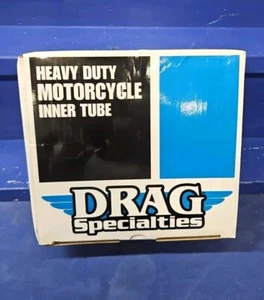 HEAVY DUTY
MOTORCYCLE
INNER TUBE
DRAG
Specialties